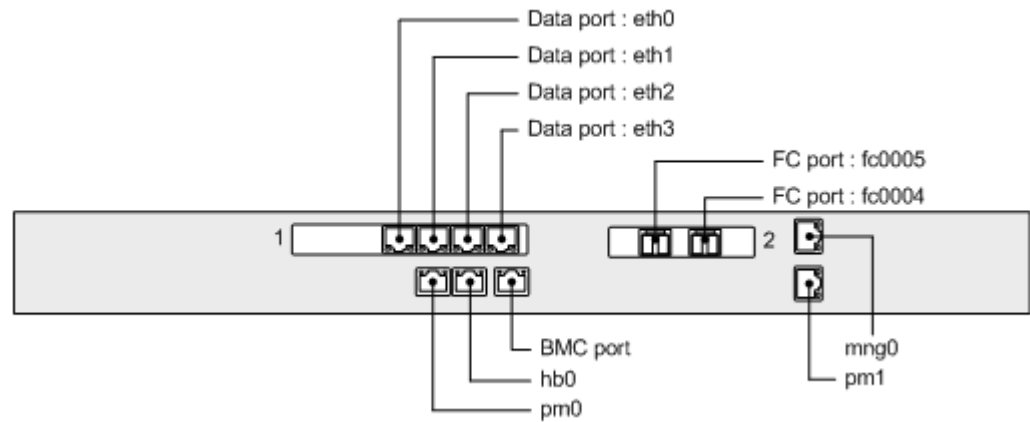 Data port : eth0
Data port : eth1
Data port : eth2
Data port : eth3
FC port : fc0005
FC port : fc0004
1
2
BMC port
mng0
hb0
pm1
pm0